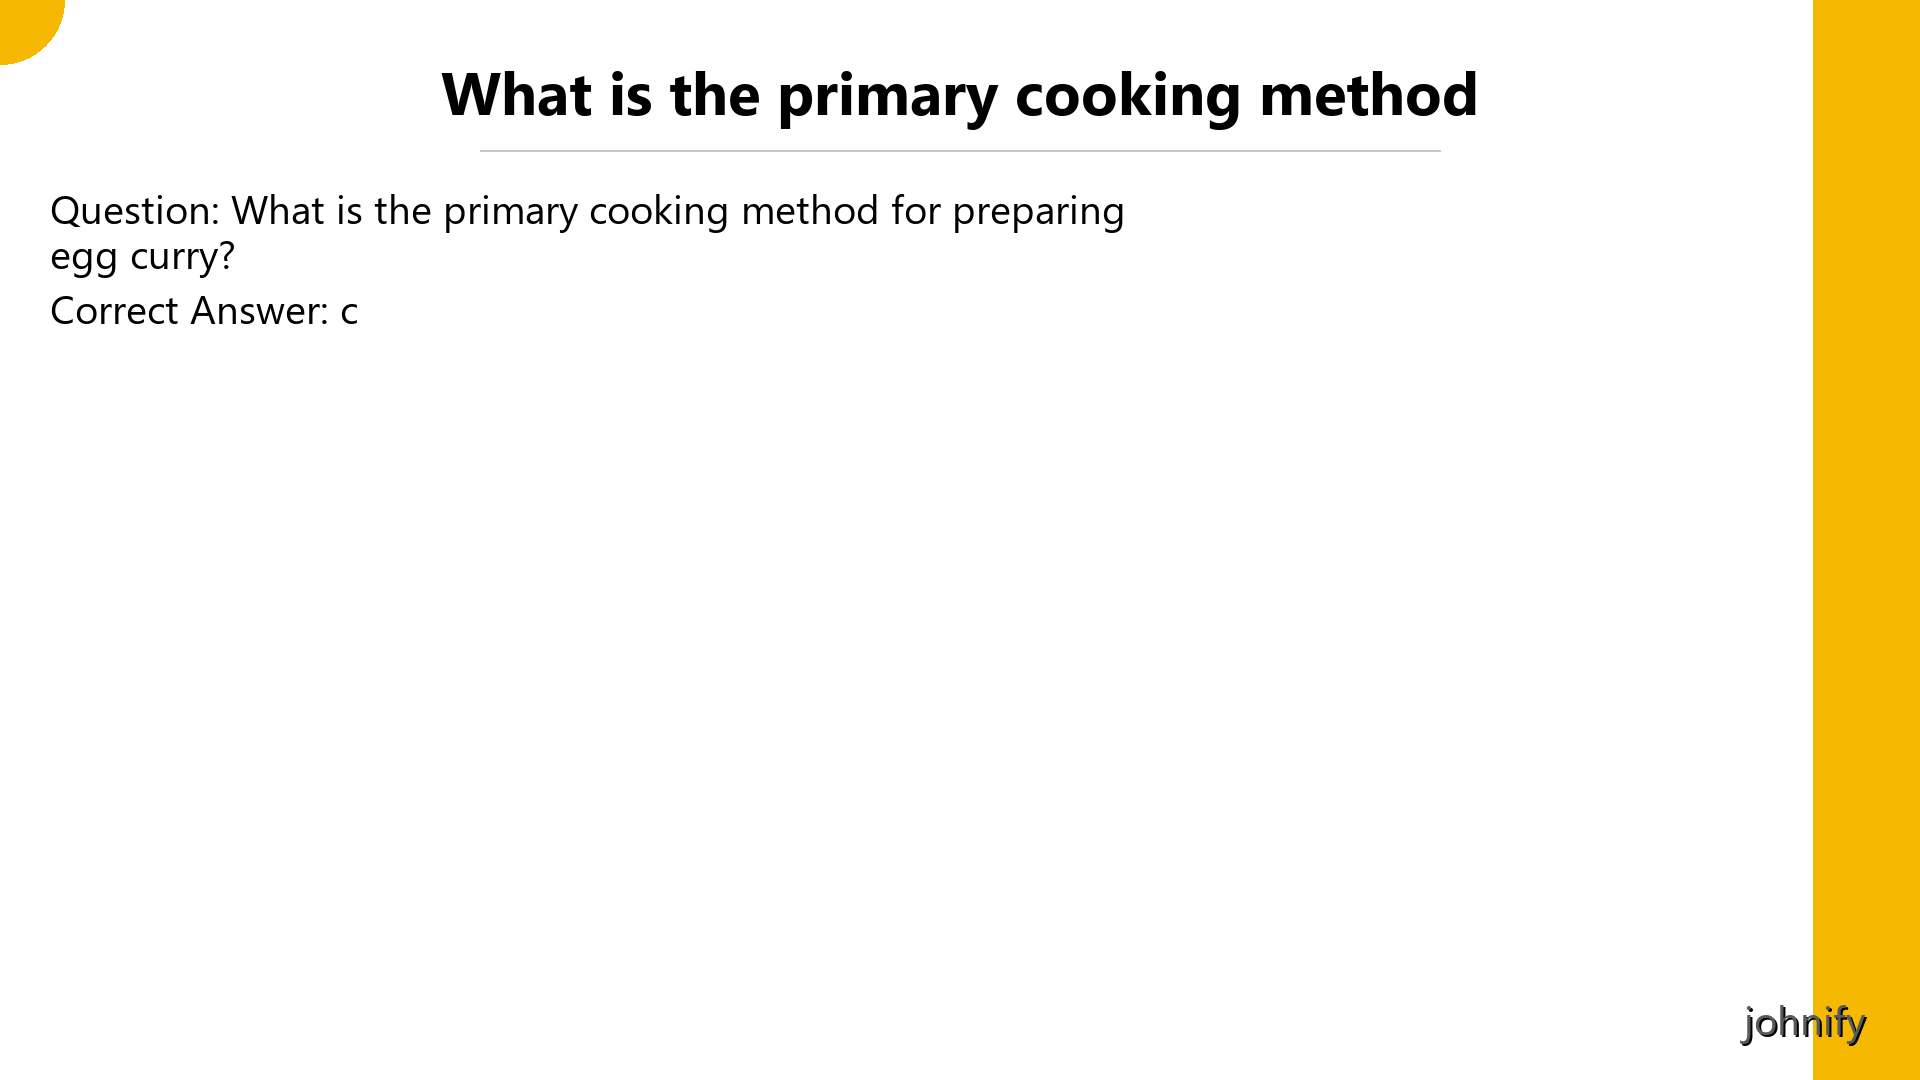 What is the primary cooking method
Question: What is the primary cooking method for preparing
egg curry?
Correct Answer: c
johnify